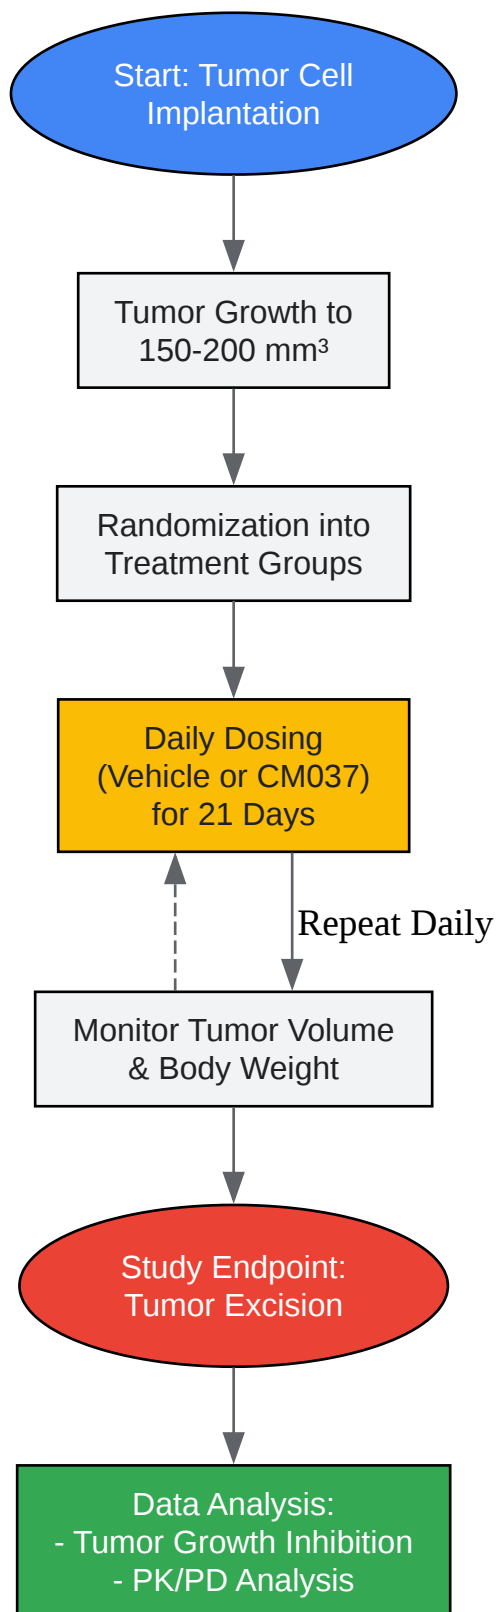 Start: Tumor Cell
Implantation
Tumor Growth to
150-200 mm³
Randomization into
Treatment Groups
Daily Dosing
(Vehicle or CM037)
for 21 Days
Repeat Daily
Monitor Tumor Volume
& Body Weight
Study Endpoint:
Tumor Excision
Data Analysis:
- Tumor Growth Inhibition
- PK/PD Analysis